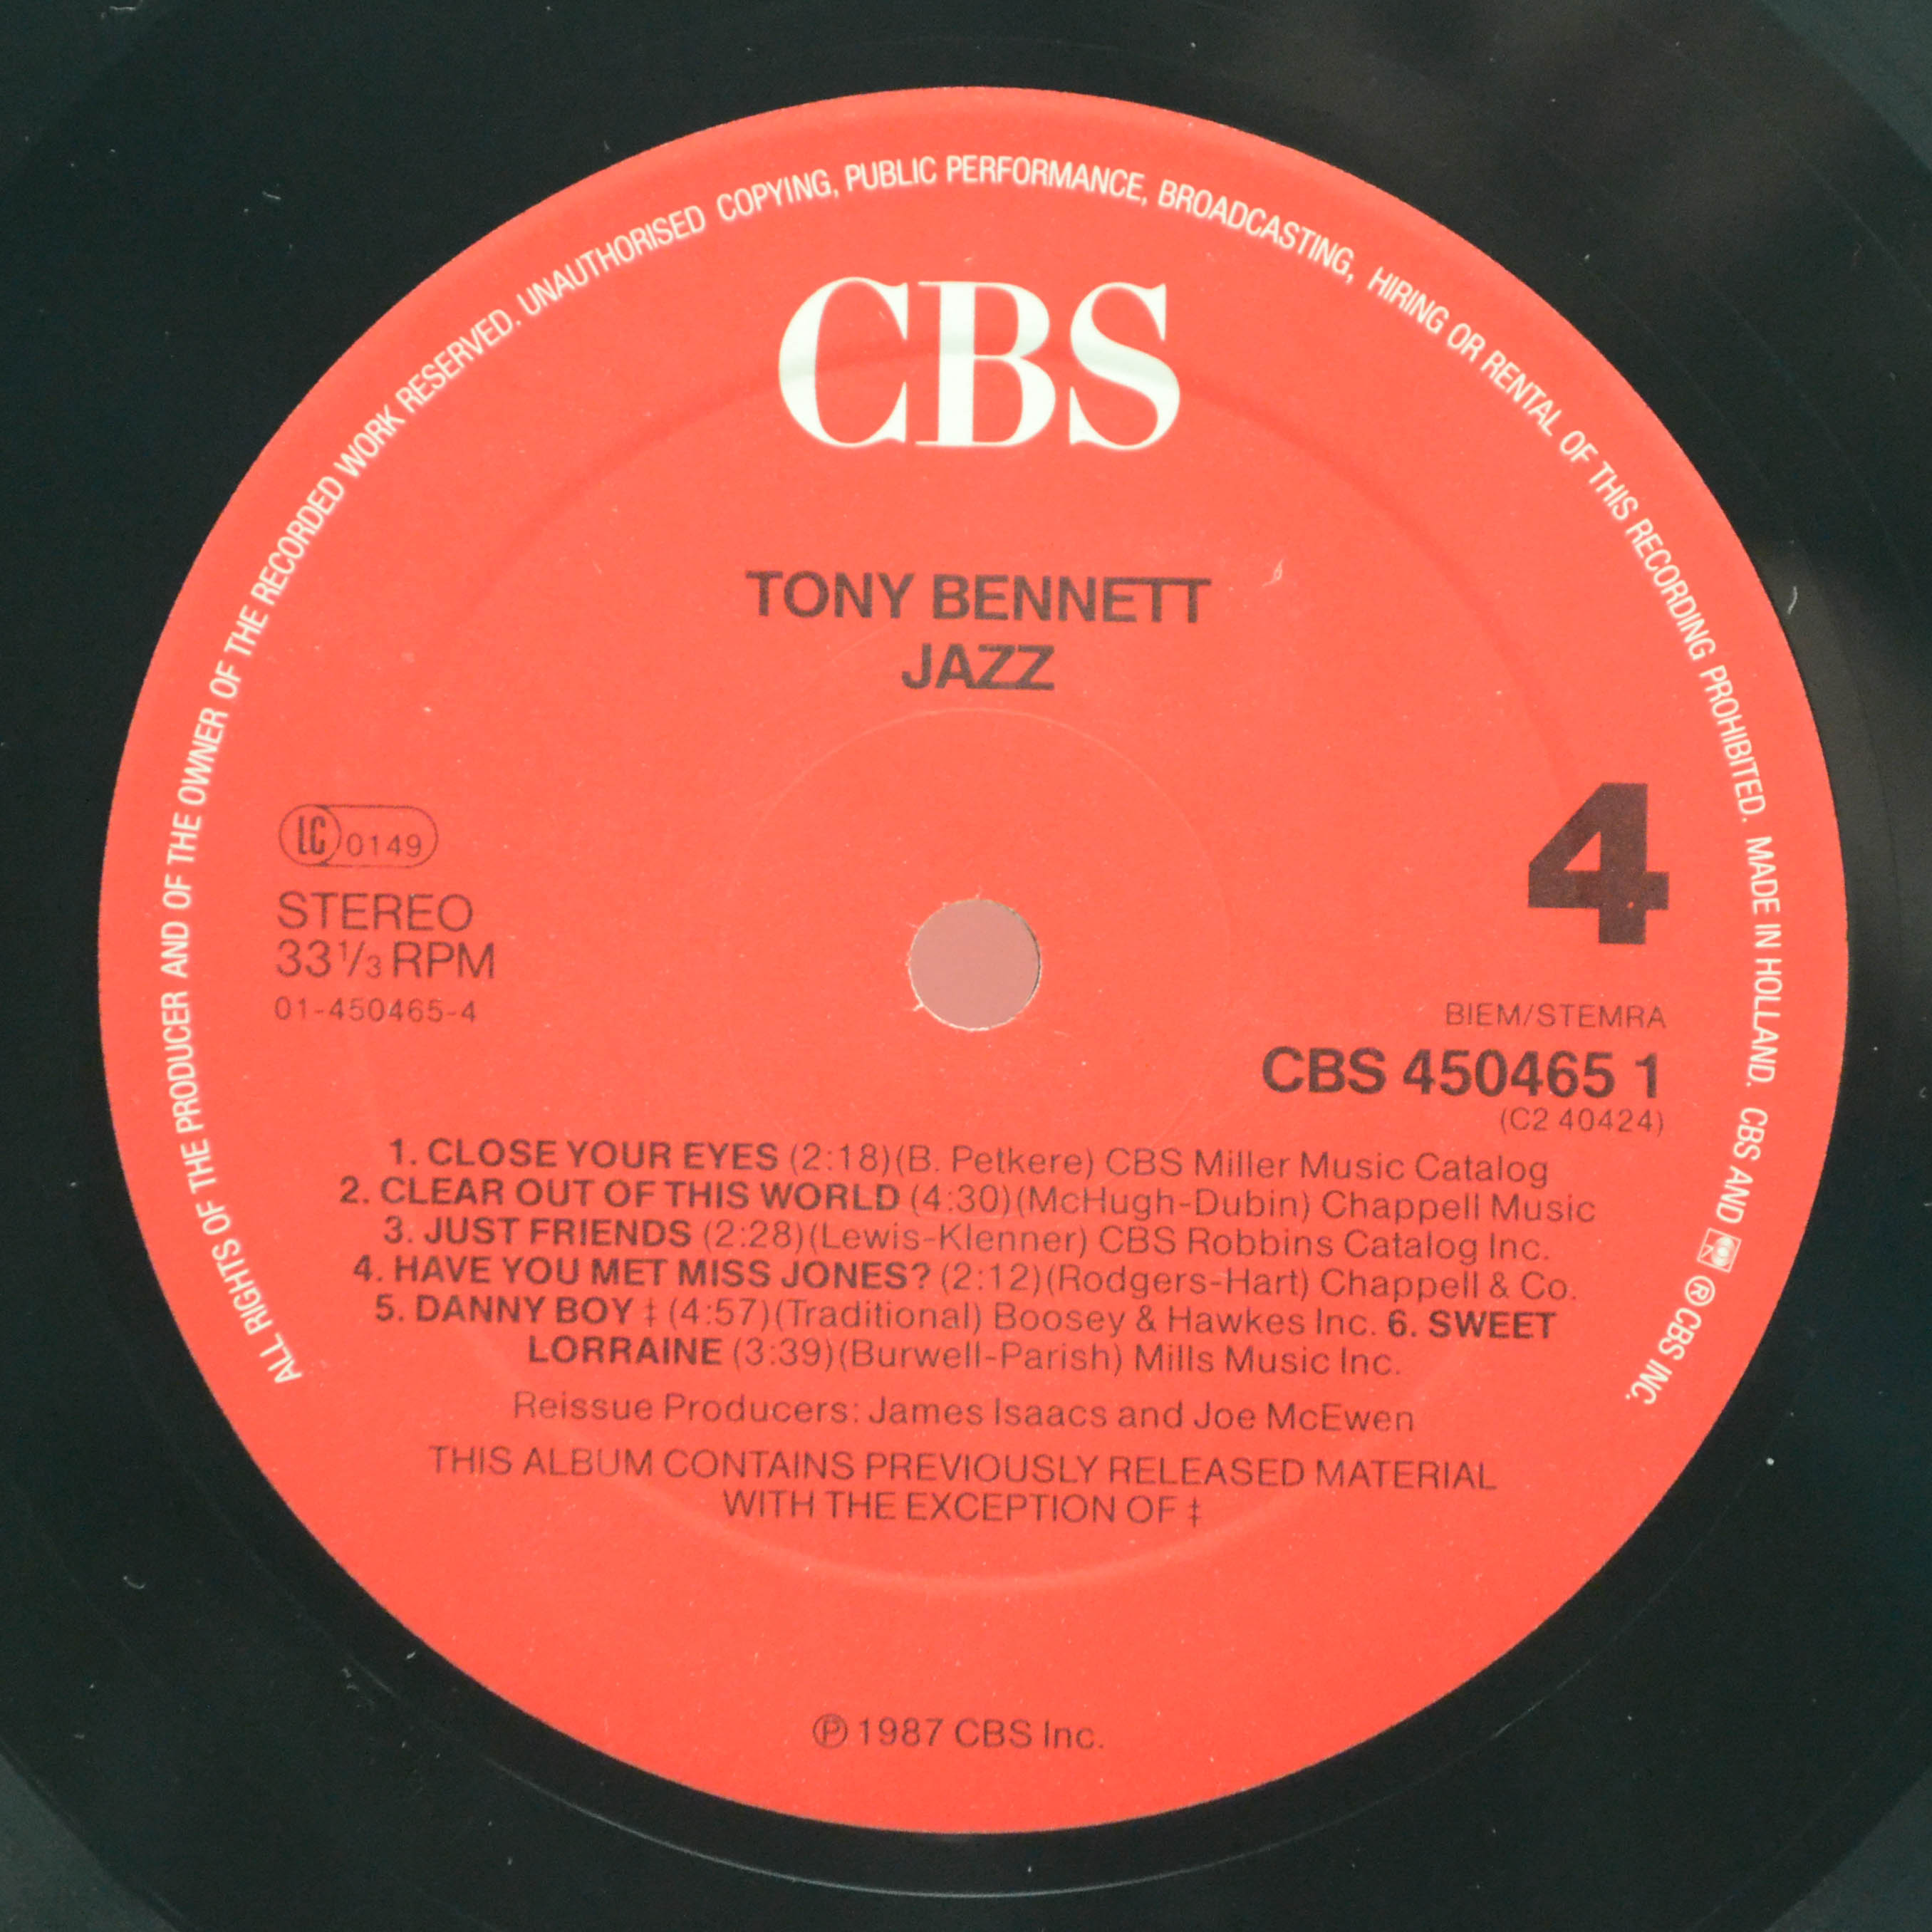 ALL RIGHTS OF THE PRODUCER AND OF THE OWNER OF THE RECORDED WORK RESERVED. UNAUTHORISED COPYING, PUBLIC PERFORMANCE, BROADCASTING, HIRING OR RENTAL OF THIS RECORDING PROHIBITED. MADE IN HOLLAND. CBS AND ® CBS INC.
CBS
TONY BENNETT
JAZZ
LC 0149
STEREO
33 1/3 RPM
01-450465-4
4
BIEM/STEMRA
CBS 450465 1
(C2 40424)
1. CLOSE YOUR EYES (2:18)(B. Petkere) CBS Miller Music Catalog
2. CLEAR OUT OF THIS WORLD (4:30)(McHugh-Dubin) Chappell Music
3. JUST FRIENDS (2:28)(Lewis-Klenner) CBS Robbins Catalog Inc.
4. HAVE YOU MET MISS JONES? (2:12)(Rodgers-Hart) Chappell & Co.
5. DANNY BOY ‡ (4:57)(Traditional) Boosey & Hawkes Inc. 6. SWEET
LORRAINE (3:39)(Burwell-Parish) Mills Music Inc.
Reissue Producers: James Isaacs and Joe McEwen
THIS ALBUM CONTAINS PREVIOUSLY RELEASED MATERIAL
WITH THE EXCEPTION OF ‡
℗ 1987 CBS Inc.